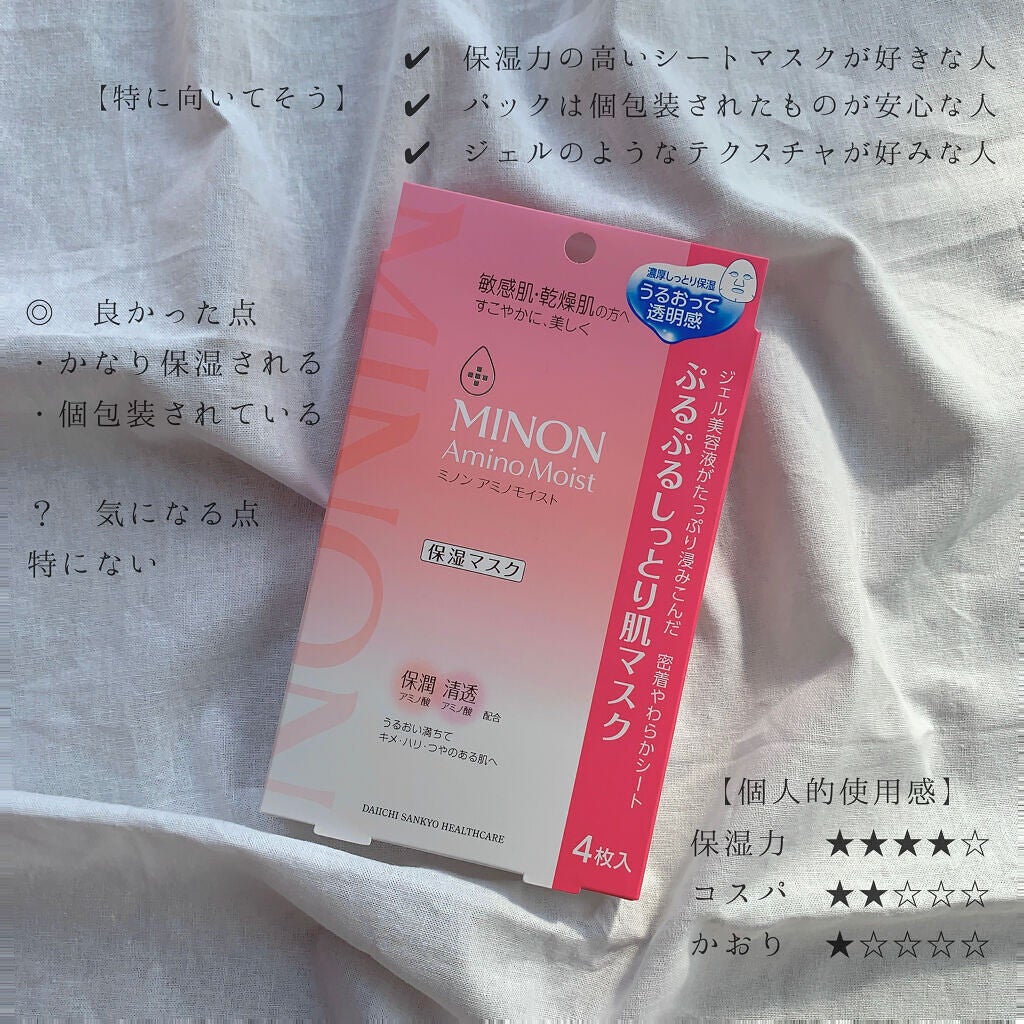 【特に向いてそう】
✔ 保湿力の高いシートマスクが好きな人
✔ パックは個包装されたものが安心な人
✔ ジェルのようなテクスチャが好みな人
◎ 良かった点
・かなり保湿される
・個包装されている
？ 気になる点
特にない
MINON
敏感肌・乾燥肌の方へ
すこやかに、美しく
濃厚しっとり保湿
うるおって
透明感
MINON
Amino Moist
ミノン アミノモイスト
保湿マスク
ジェル美容液がたっぷり浸みこんだ 密着やわらかシート
ぷるぷるしっとり肌マスク
保潤 清透
アミノ酸 アミノ酸 配合
うるおい満ちて
キメ・ハリ・つやのある肌へ
DAIICHI SANKYO HEALTHCARE
4枚入
【個人的使用感】
保湿力 ★★★★☆
コスパ ★★☆☆☆
かおり ★☆☆☆☆